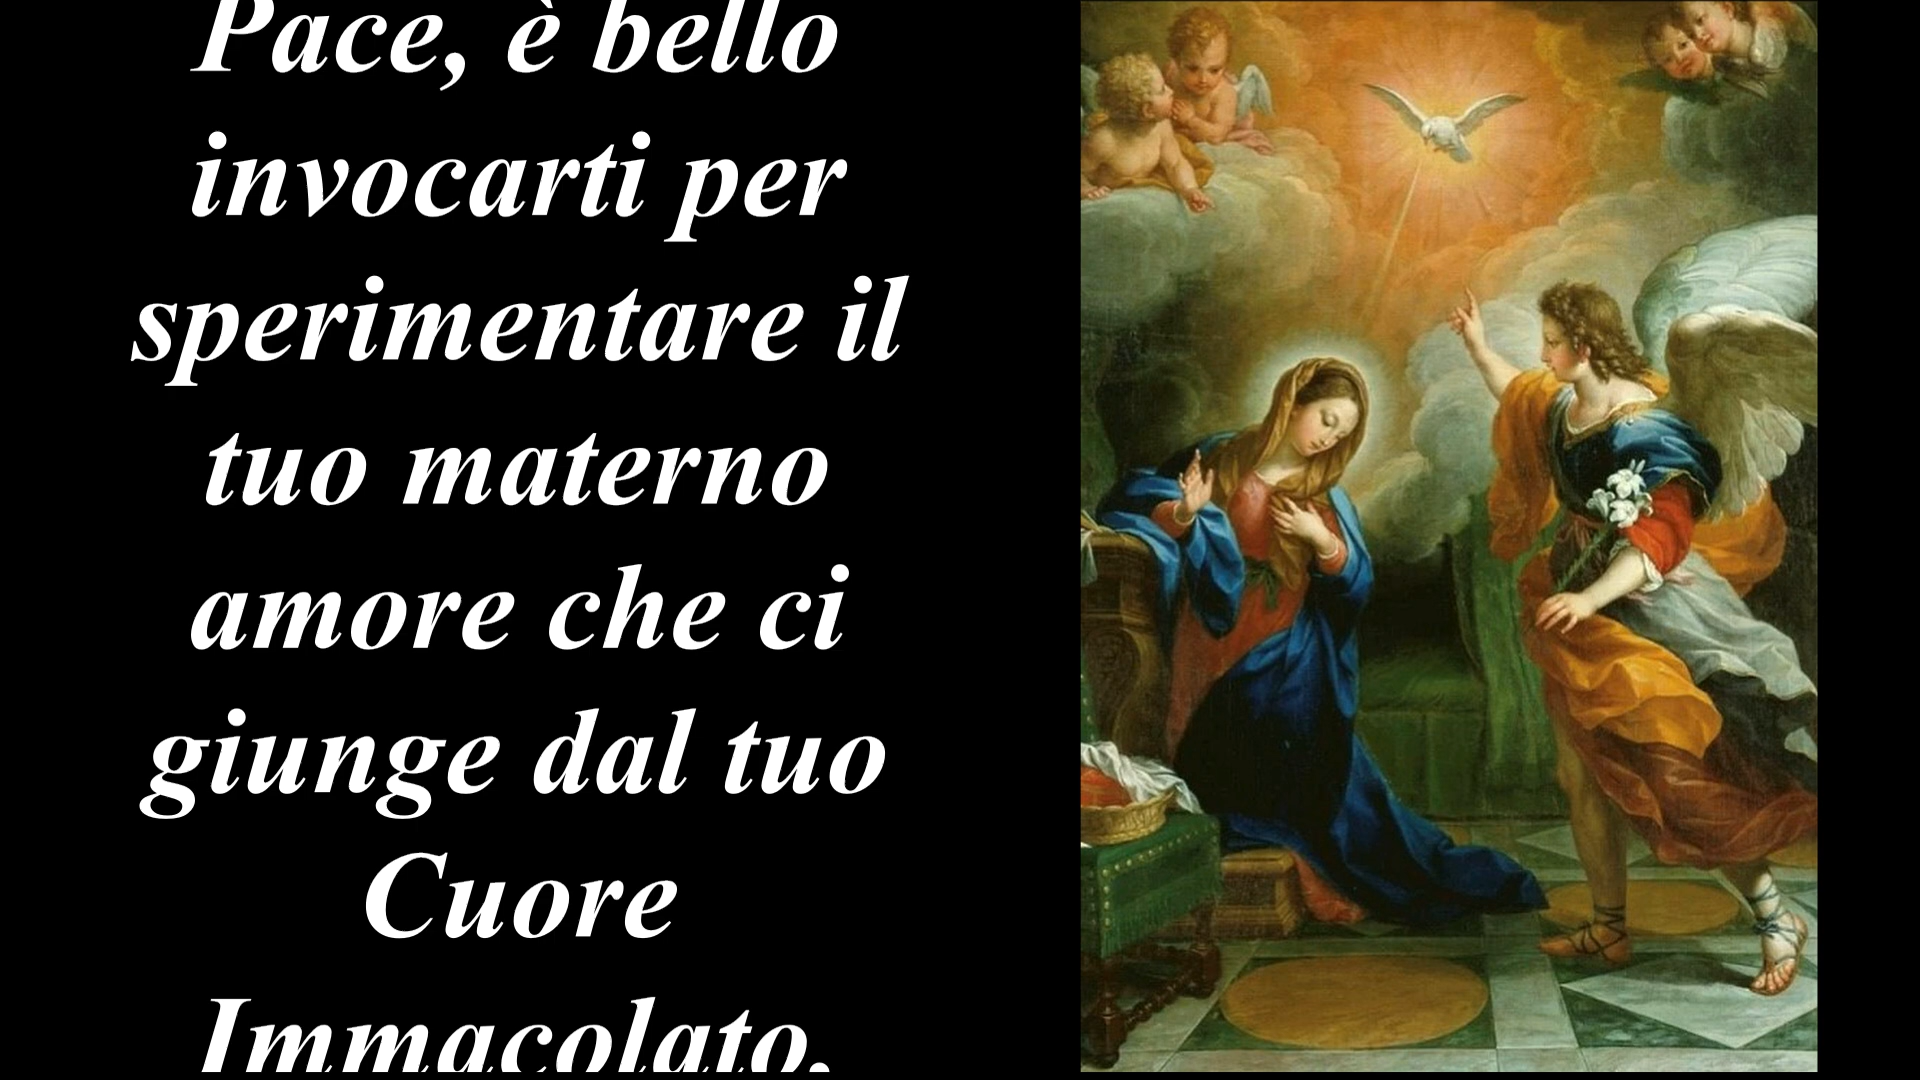 Pace, è bello
invocarti per
sperimentare il
tuo materno
amore che ci
giunge dal tuo
Cuore
Immacolato.